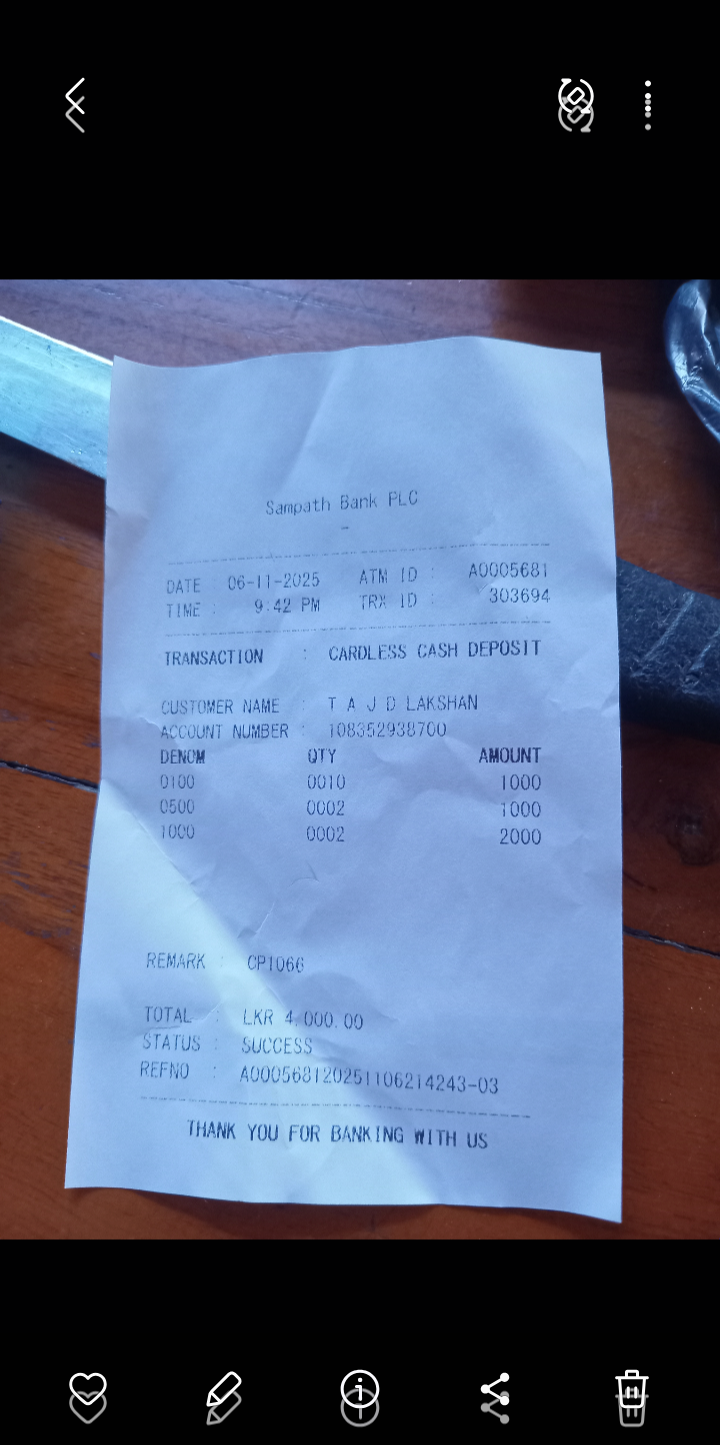 Sampath Bank PLC
-
DATE 06-11-2025 ATM ID : A0005681
TIME : 9:42 PM TRX ID : 303694
TRANSACTION : CARDLESS CASH DEPOSIT
CUSTOMER NAME : T A J D LAKSHAN
ACCOUNT NUMBER : 108352938700
DENOM QTY AMOUNT
0100 0010 1000
0500 0002 1000
1000 0002 2000
REMARK : CP1066
TOTAL : LKR 4,000.00
STATUS : SUCCESS
REFNO : A000568120251106214243-03
THANK YOU FOR BANKING WITH US